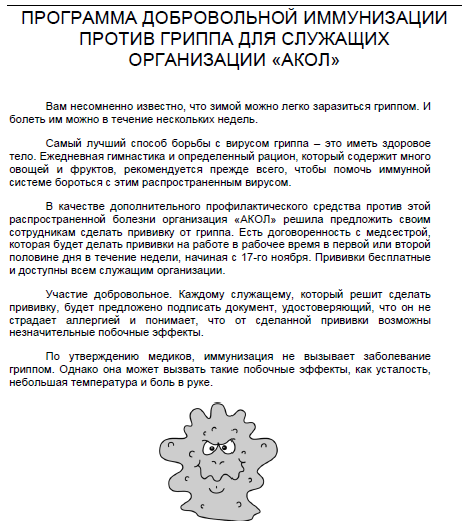 ПРОГРАММА ДОБРОВОЛЬНОЙ ИММУНИЗАЦИИ
ПРОТИВ ГРИППА ДЛЯ СЛУЖАЩИХ
ОРГАНИЗАЦИИ «АКОЛ»
Вам несомненно известно, что зимой можно легко заразиться гриппом. И
болеть им можно в течение нескольких недель.
Самый лучший способ борьбы с вирусом гриппа – это иметь здоровое
тело. Ежедневная гимнастика и определенный рацион, который содержит много
овощей и фруктов, рекомендуется прежде всего, чтобы помочь иммунной
системе бороться с этим распространенным вирусом.
В качестве дополнительного профилактического средства против этой
распространенной болезни организация «АКОЛ» решила предложить своим
сотрудникам сделать прививку от гриппа. Есть договоренность с медсестрой,
которая будет делать прививки на работе в рабочее время в первой или второй
половине дня в течение недели, начиная с 17-го ноября. Прививки бесплатные
и доступны всем служащим организации.
Участие добровольное. Каждому служащему, который решит сделать
прививку, будет предложено подписать документ, удостоверяющий, что он не
страдает аллергией и понимает, что от сделанной прививки возможны
незначительные побочные эффекты.
По утверждению медиков, иммунизация не вызывает заболевание
гриппом. Однако она может вызвать такие побочные эффекты, как усталость,
небольшая температура и боль в руке.